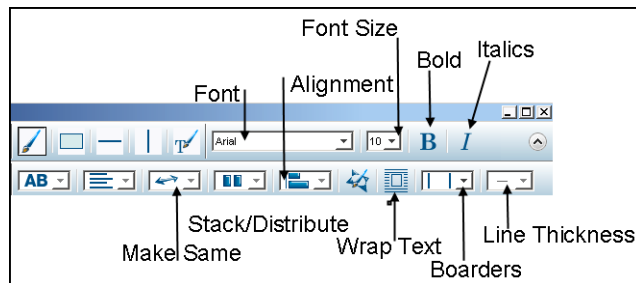 Font Size
Italics
Bold
Alignment
Font
Arial
10
B
I
AB
Stack/Distribute
Make Same
Wrap Text
Line Thickness
Boarders